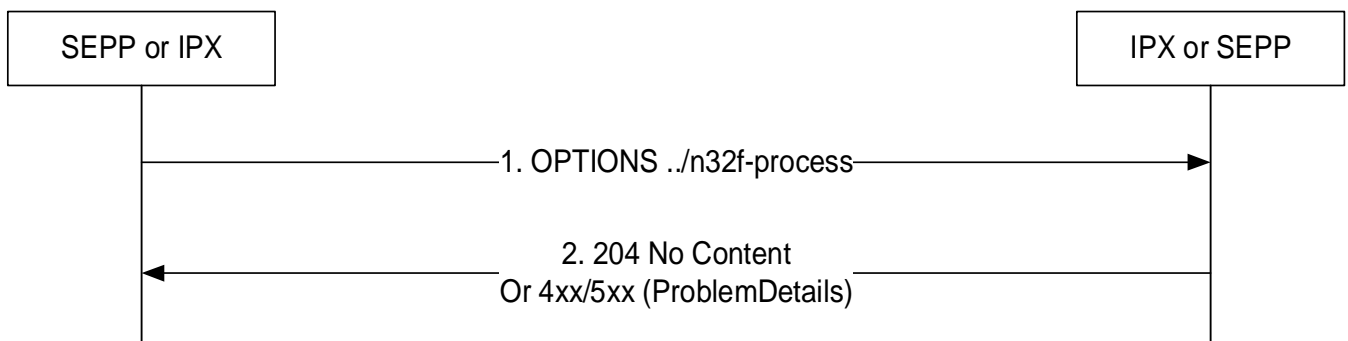 SEPP or IPX
IPX or SEPP
1. OPTIONS ../n32f-process
2. 204 No Content
Or 4xx/5xx (ProblemDetails)